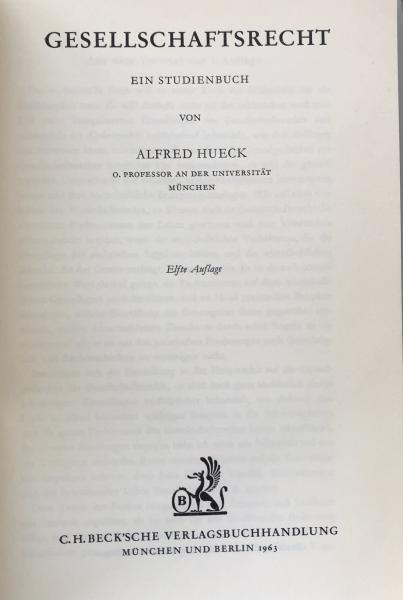 GESELLSCHAFTSRECHT
EIN STUDIENBUCH
VON
ALFRED HUECK
O. PROFESSOR AN DER UNIVERSITÄT
MÜNCHEN
Elfte Auflage
B
C.H.BECK'SCHE VERLAGSBUCHHANDLUNG
MÜNCHEN UND BERLIN 1963